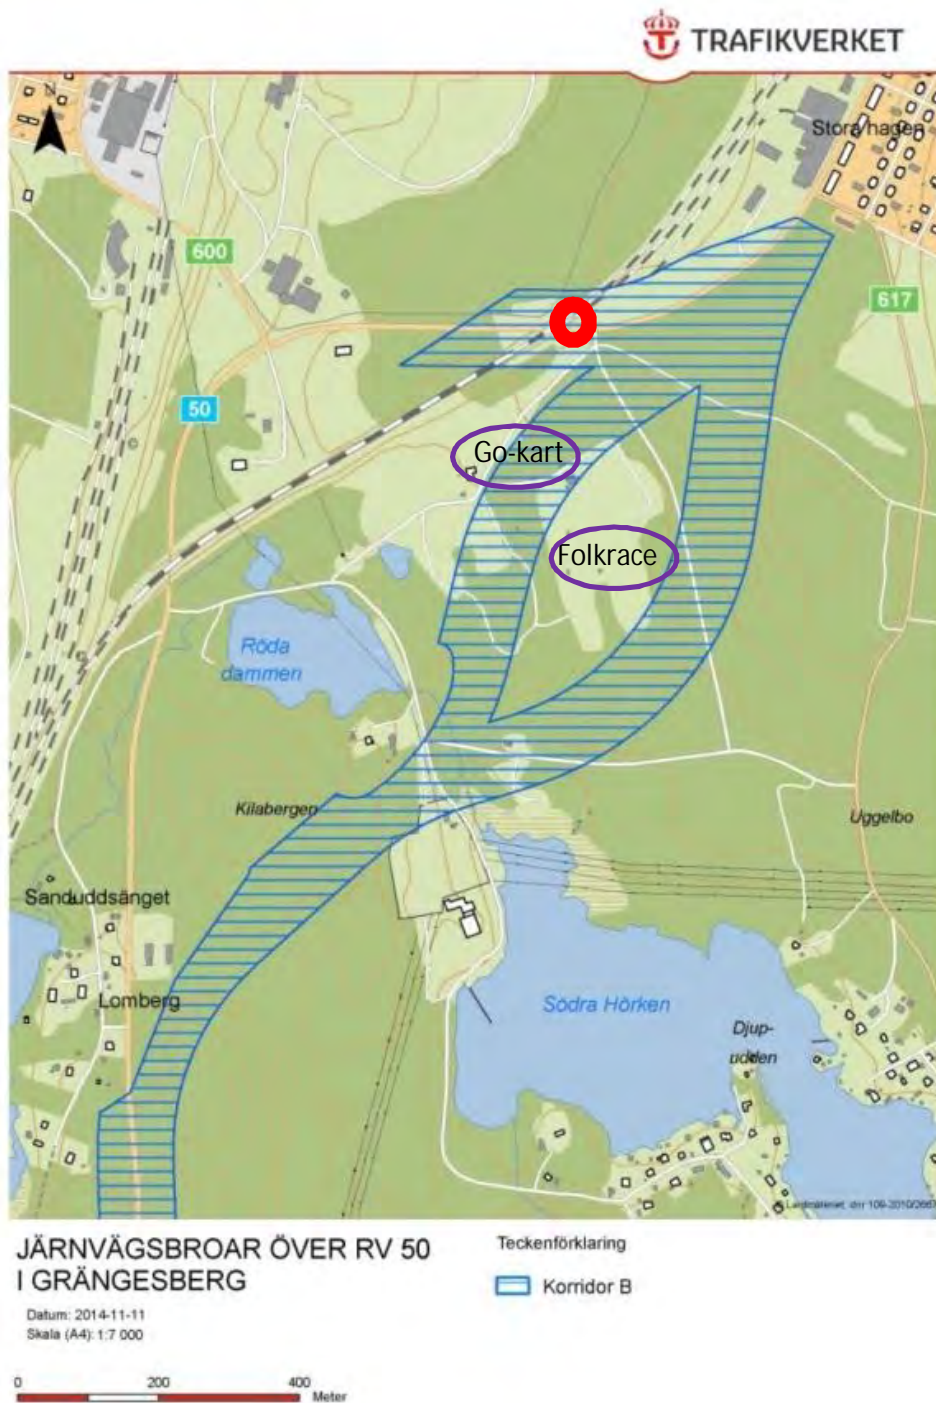 TRAFIKVERKET
Stora hagen
600
617
50
Go-kart
Folkrace
Röda
dammen
Kilabergen
Uggelbo
Sanduddsänget
Lomberg
Södra Hörken
Djup-
udden
JÄRNVÄGSBROAR ÖVER RV 50
I GRÄNGESBERG
Datum: 2014-11-11
Skala (A4): 1:7 000
Teckenförklaring
Korridor B
0 200 400
Meter